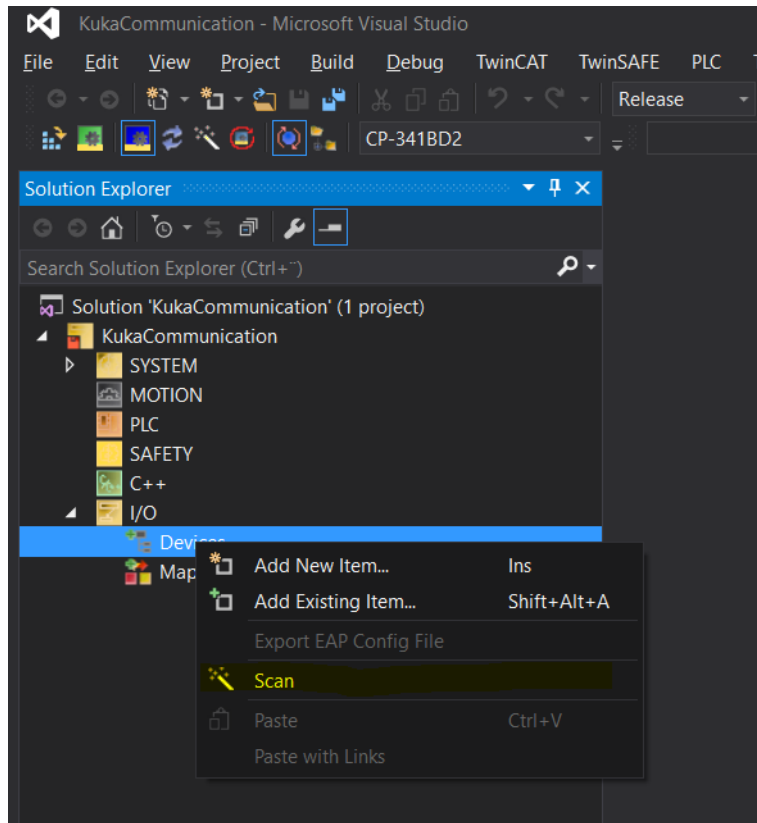 KukaCommunication - Microsoft Visual Studio
File Edit View Project Build Debug TwinCAT TwinSAFE PLC
Release
CP-341BD2
Solution Explorer
Search Solution Explorer (Ctrl+¨)
Solution 'KukaCommunication' (1 project)
KukaCommunication
SYSTEM
MOTION
PLC
SAFETY
C++
I/O
Devices
Add New Item... Ins
Map
Add Existing Item... Shift+Alt+A
Export EAP Config File
Scan
Paste Ctrl+V
Paste with Links